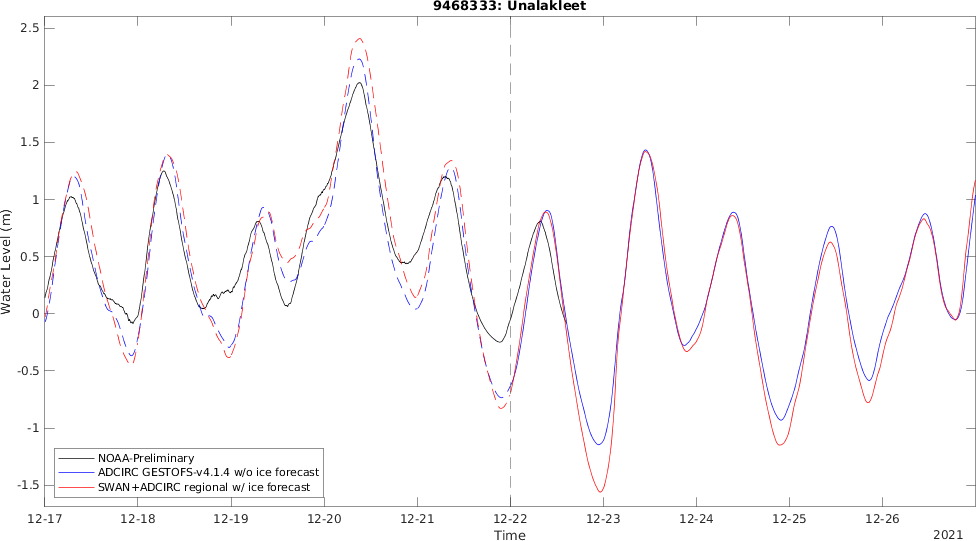 9468333: Unalakleet
2.5
2
1.5
1
0.5
0
-0.5
-1
-1.5
Water Level (m)
NOAA-Preliminary
ADCIRC GESTOFS-v4.1.4 w/o ice forecast
SWAN+ADCIRC regional w/ ice forecast
12-17 12-18 12-19 12-20 12-21 12-22 12-23 12-24 12-25 12-26
Time
2021